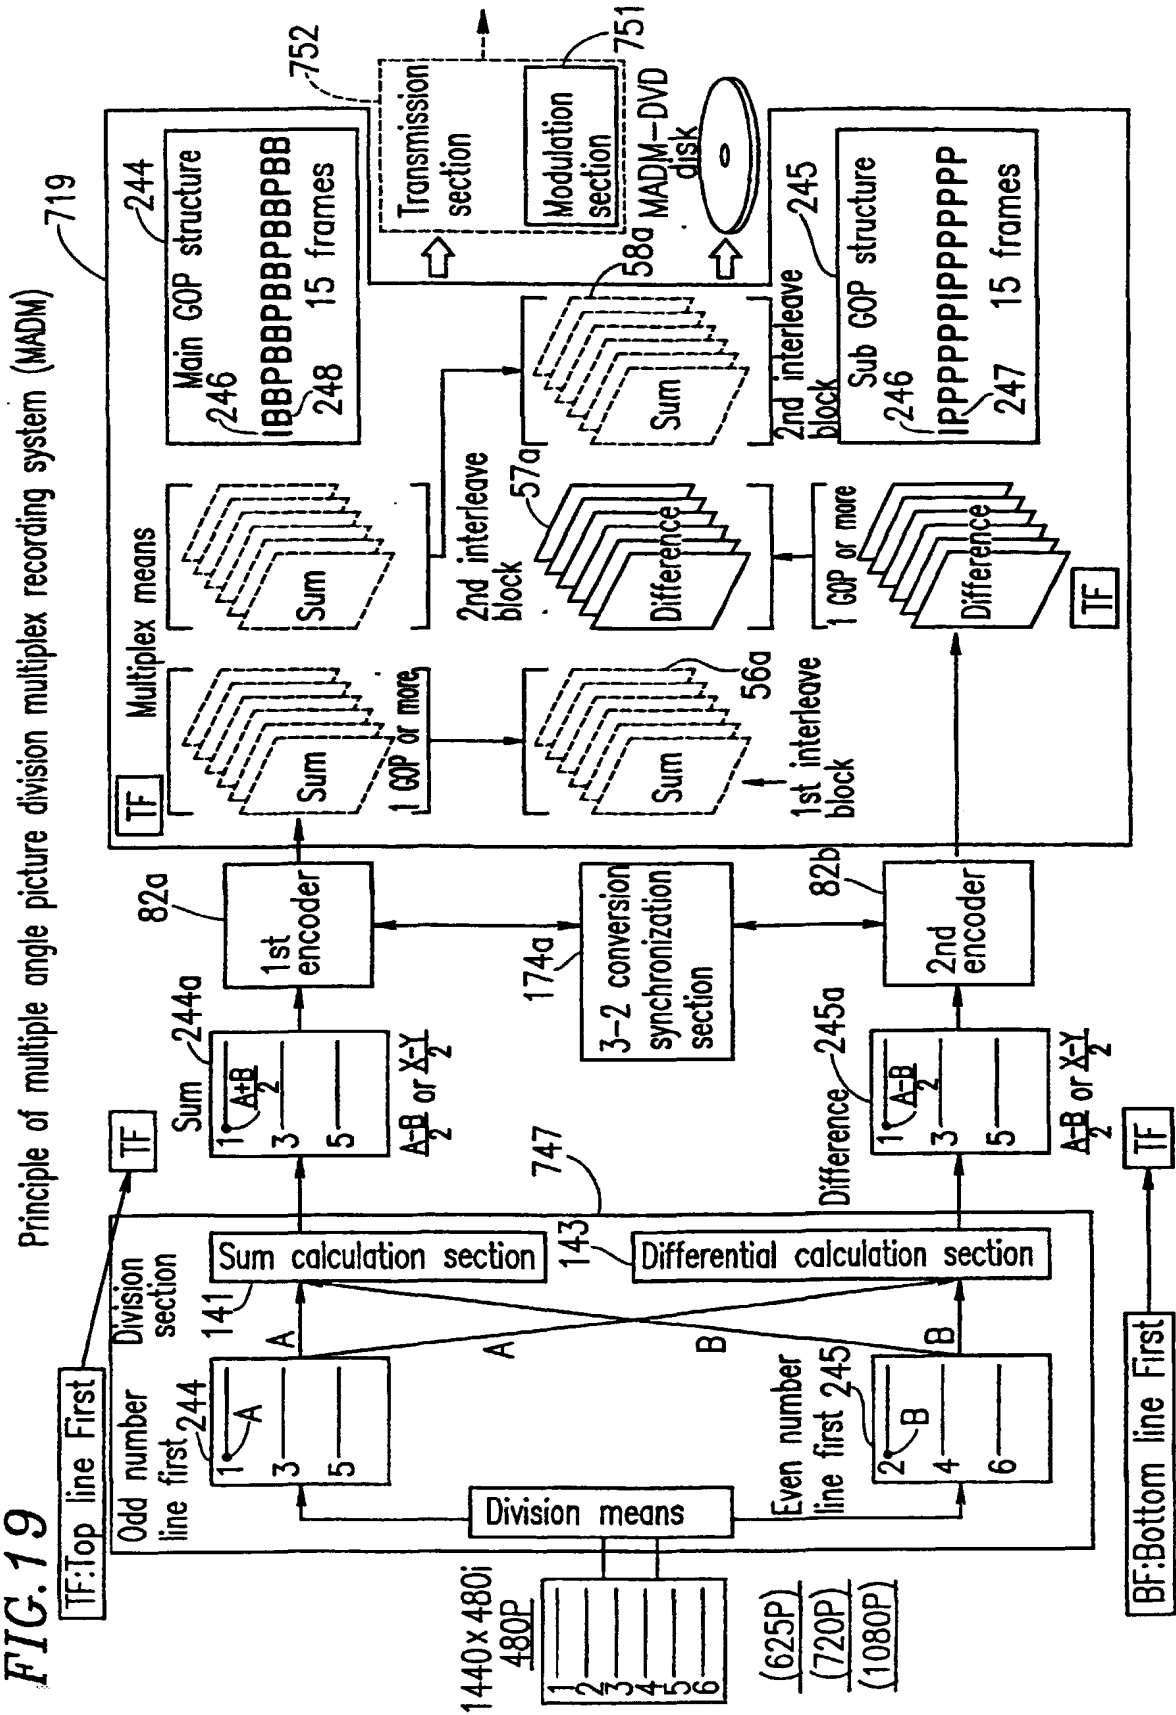 FIG. 19
Principle of multiple angle picture division multiplex recording system (MADM)
TF:Top line First
TF
719
Odd number
line first 244
Division
section
1
A
3
5
141
A
Sum calculation section
Sum
244a
1
A+B
2
3
5
A-B
2
or
X-Y
2
82a
1st
encoder
TF
Multiplex means
Sum
1 GOP or more
Sum
244
Main GOP structure
246
IBBPBBPBBPBBPBB
248
15 frames
752
Transmission
section
Modulation
section
751
MADM-DVD
disk
1440×480i
480P
1
2
3
4
5
6
(625P)
(720P)
(1080P)
Division means
A
B
747
174a
3-2 conversion
synchronization
section
Sum
56a
1st interleave
block
2nd interleave
block
57a
Difference
58a
Sum
2nd interleave
block
Even number
line first 245
2
B
4
6
B
143
Differential calculation section
Difference
245a
1
A-B
2
3
5
A-B
2
or
X-Y
2
82b
2nd
encoder
1 GOP or more
Difference
TF
245
Sub GOP structure
246
IPPPPPPIPPPPPPP
247
15 frames
BF:Bottom line First
TF